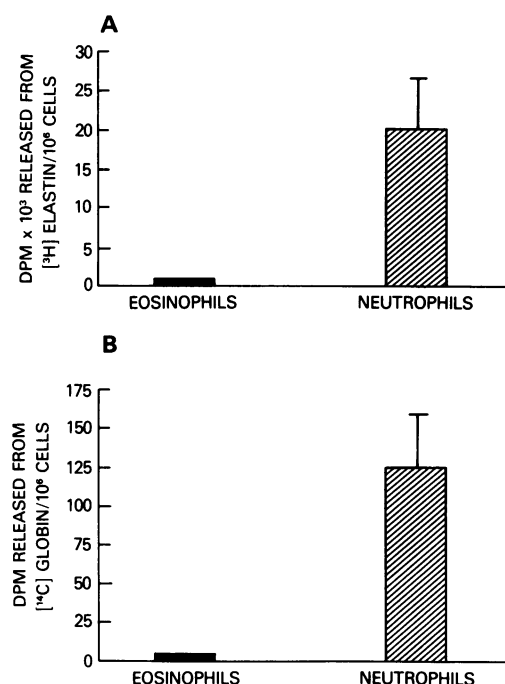 A
DPM x 10³ RELEASED FROM
[³H] ELASTIN/10⁶ CELLS
30
25
20
15
10
5
0
EOSINOPHILS NEUTROPHILS
B
DPM RELEASED FROM
[¹⁴C] GLOBIN/10⁶ CELLS
175
150
125
100
75
50
25
0
EOSINOPHILS NEUTROPHILS